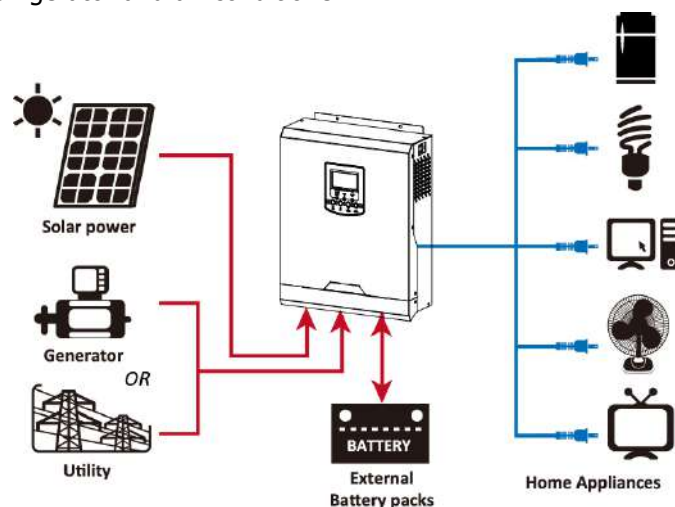 Solar power
Generator
OR
Utility
BATTERY
External
Battery packs
Home Appliances